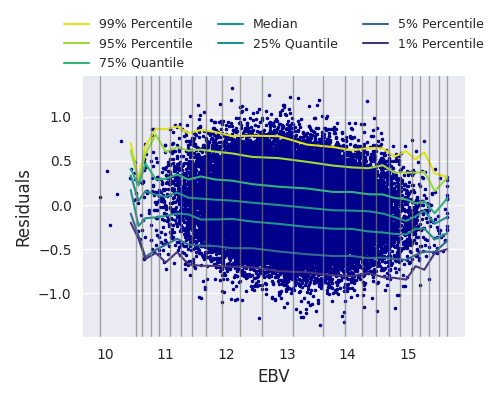 99% Percentile Median 5% Percentile
95% Percentile 25% Quantile 1% Percentile
75% Quantile
1.0
0.5
0.0
−0.5
−1.0
Residuals
10 11 12 13 14 15
EBV